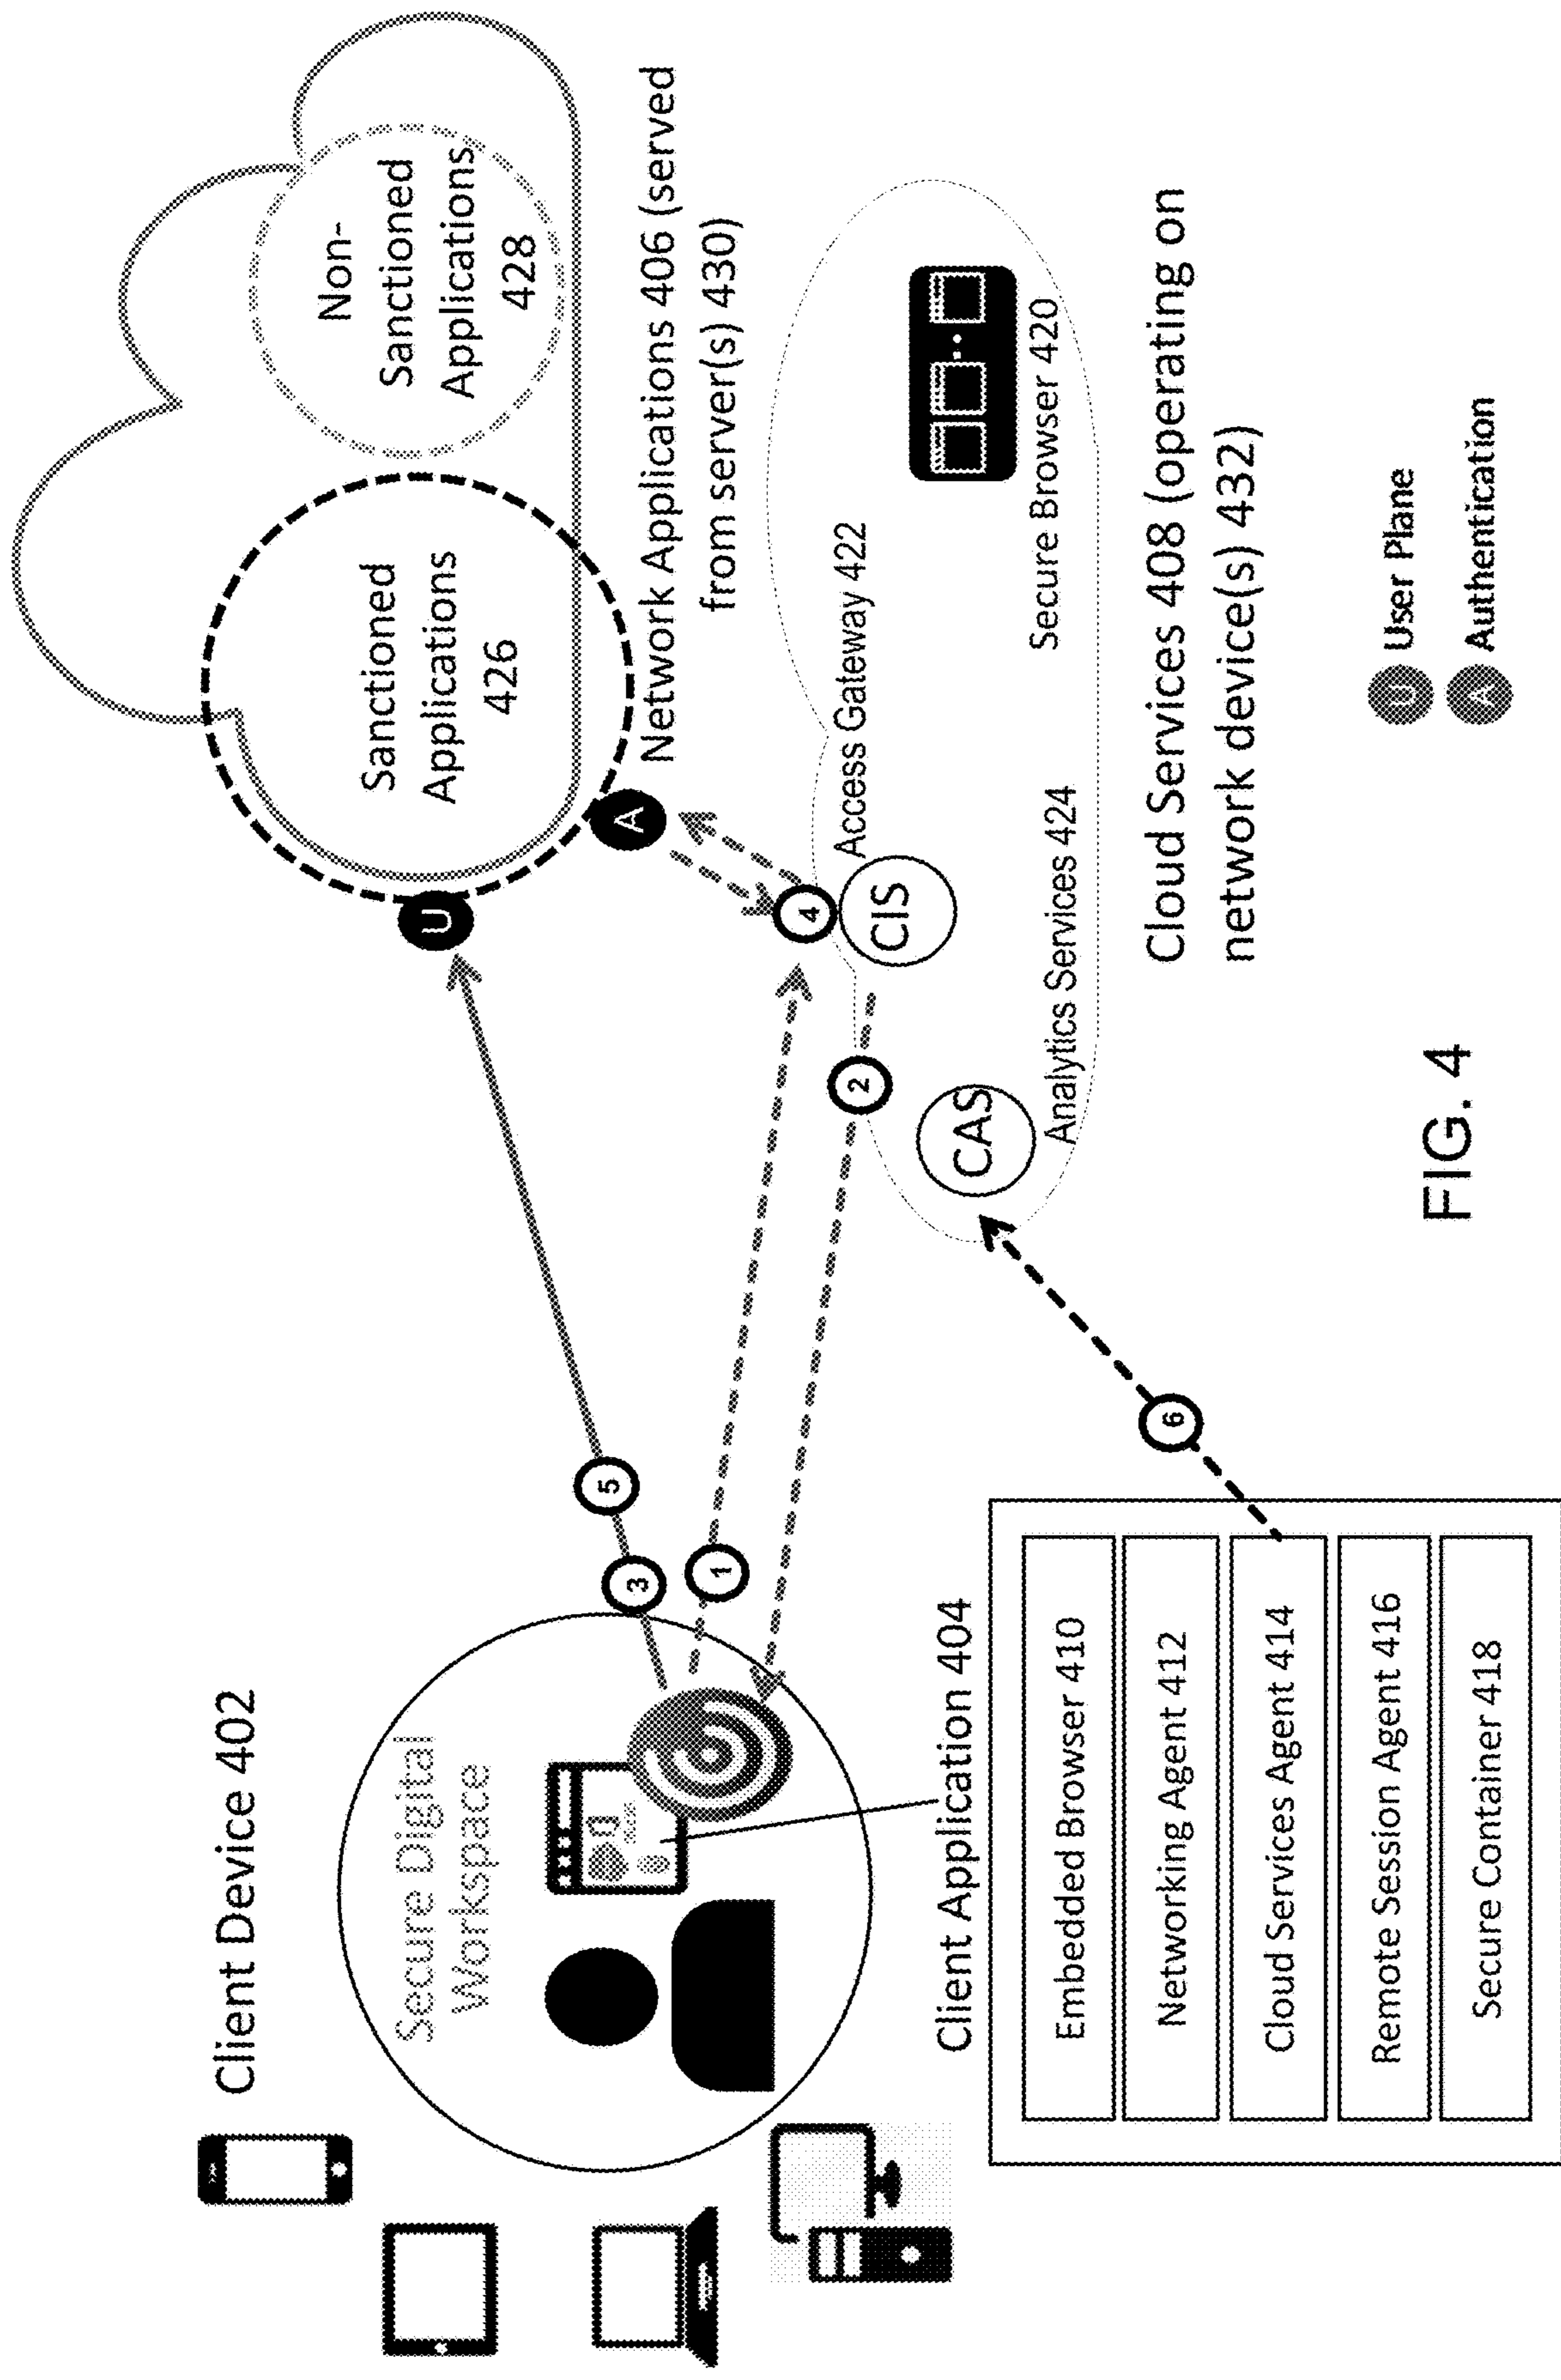 Client Device 402
Secure Digital
Workspace
Client Application 404
Embedded Browser 410
Networking Agent 412
Cloud Services Agent 414
Remote Session Agent 416
Secure Container 418
3
5
1
2
4
6
U
A
Sanctioned
Applications
426
Non-
Sanctioned
Applications
428
Network Applications 406 (served
from server(s) 430)
Access Gateway 422
CIS
CAS
Analytics Services 424
Secure Browser 420
Cloud Services 408 (operating on
network device(s) 432)
U User Plane
A Authentication
FIG. 4